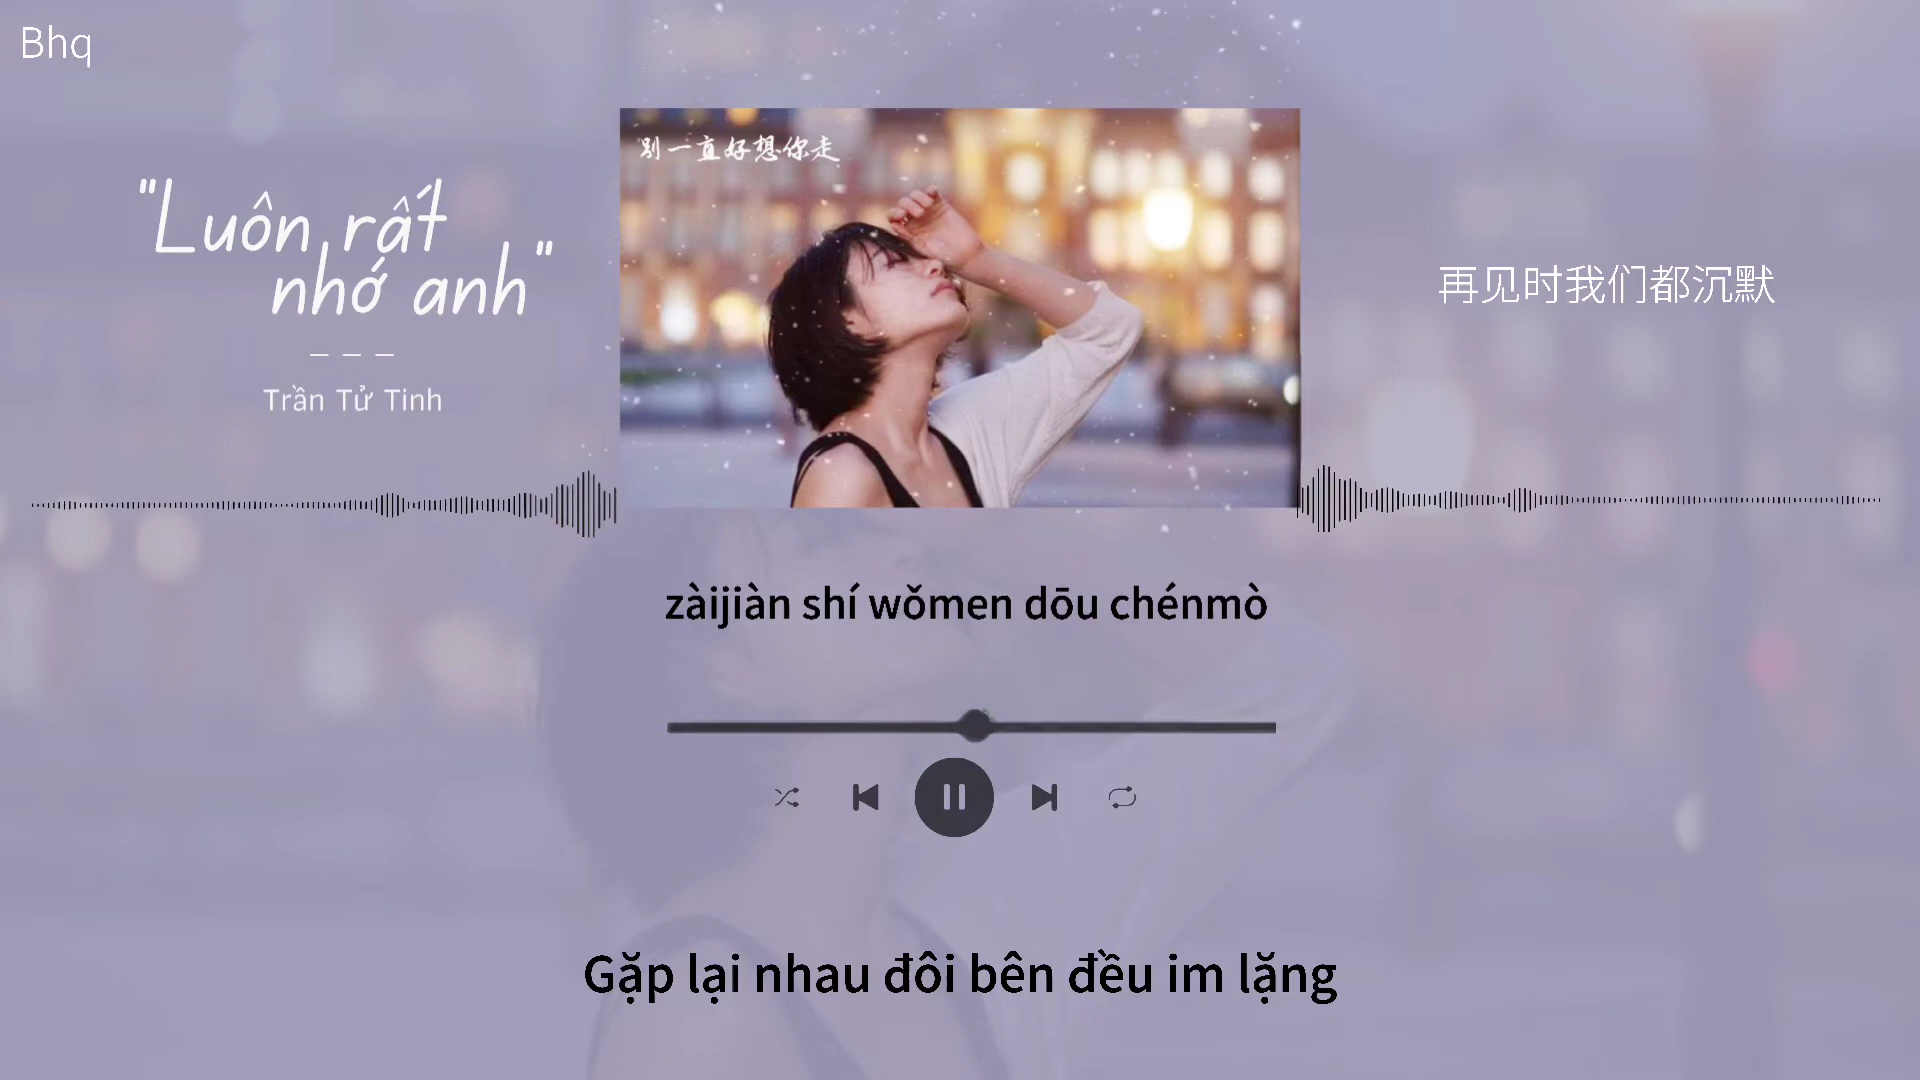 Bhq
别一直好想你走
"Luôn rất
nhớ anh"
Trần Tử Tinh
再见时我们都沉默
zàijiàn shí wǒmen dōu chénmò
Gặp lại nhau đôi bên đều im lặng